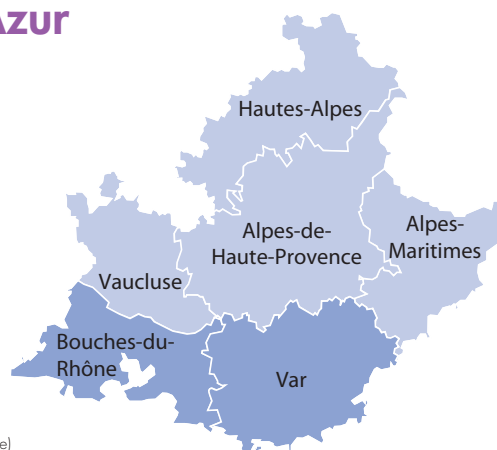 Azur
Hautes-Alpes
Alpes-de-
Haute-Provence
Alpes-
Maritimes
Vaucluse
Bouches-du-
Rhône
Var
e)